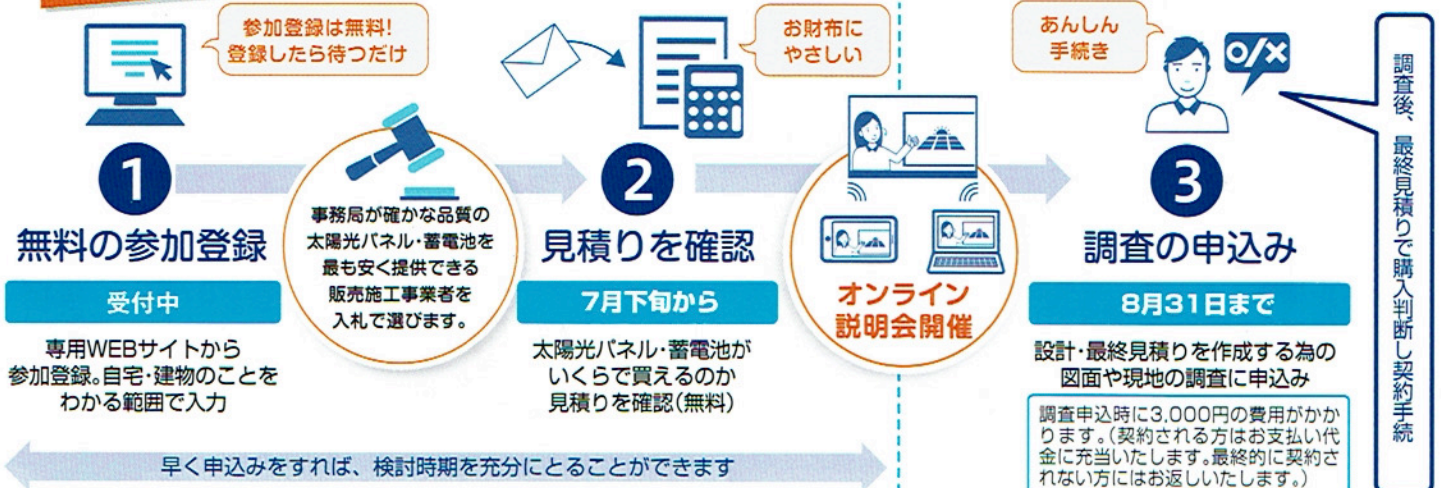 参加登録は無料!
登録したら待つだけ
1
無料の参加登録
受付中
専用WEBサイトから
参加登録。自宅・建物のことを
わかる範囲で入力
事務局が確かな品質の
太陽光パネル・蓄電池を
最も安く提供できる
販売施工事業者を
入札で選びます。
お財布に
やさしい
2
見積りを確認
7月下旬から
太陽光パネル・蓄電池が
いくらで買えるのか
見積りを確認(無料)
早く申込みをすれば、検討時期を充分にとることができます
オンライン
説明会開催
あんしん
手続き
O/X
3
調査の申込み
8月31日まで
設計・最終見積りを作成する為の
図面や現地の調査に申込み
調査申込時に3,000円の費用がかか
ります。(契約される方はお支払い代
金に充当いたします。最終的に契約さ
れない方にはお返しいたします。)
調査後、最終見積りで購入判断し契約手続